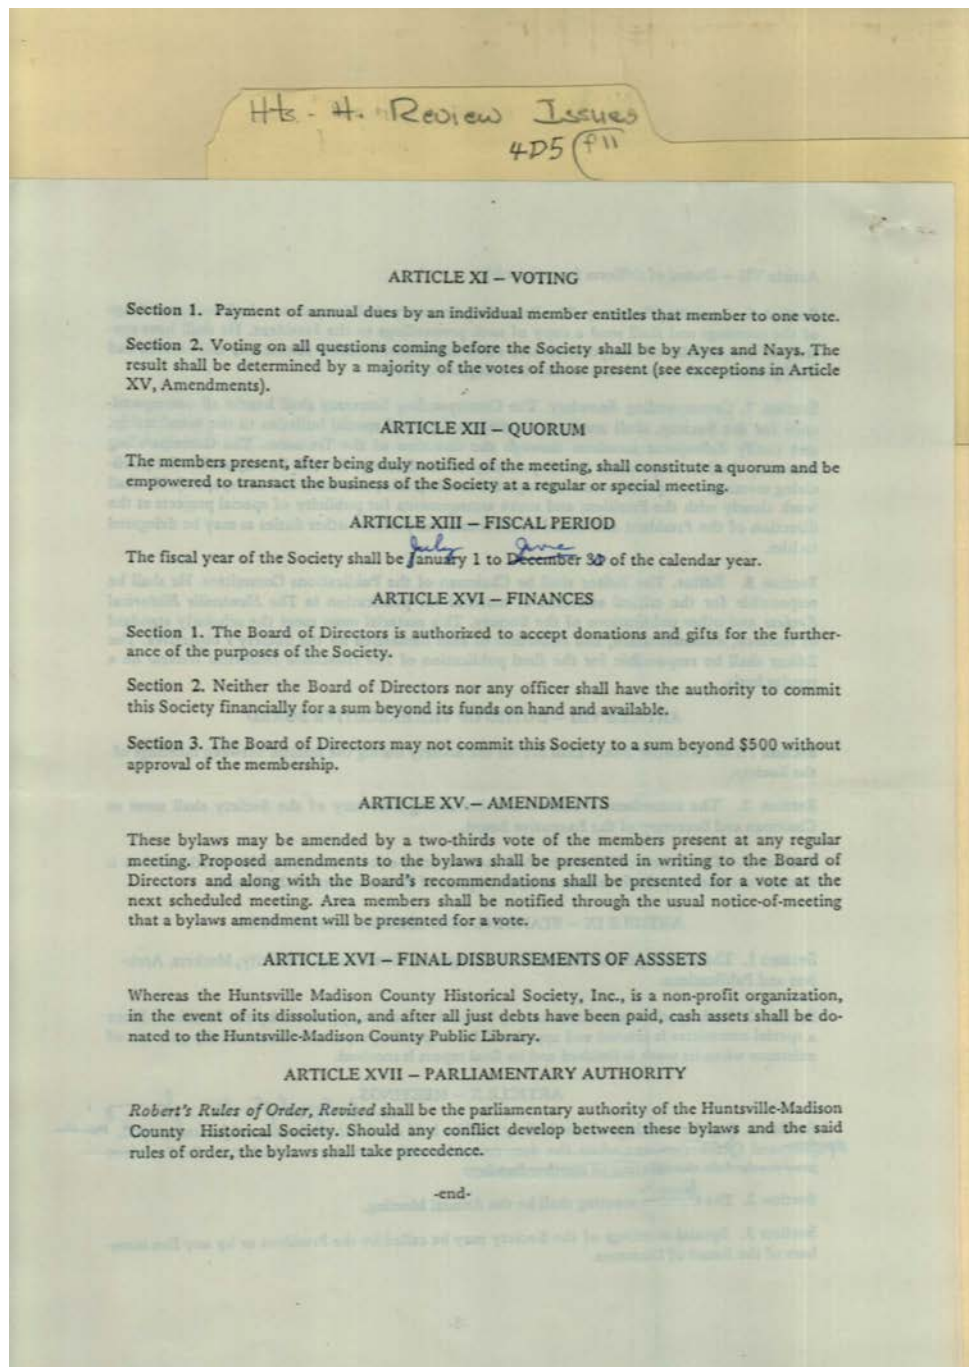 Hts - H. Review Issues
4D5 f11
ARTICLE XI – VOTING
Section 1. Payment of annual dues by an individual member entitles that member to one vote.
Section 2. Voting on all questions coming before the Society shall be by Ayes and Nays. The
result shall be determined by a majority of the votes of those present (see exceptions in Article
XV, Amendments).
ARTICLE XII – QUORUM
The members present, after being duly notified of the meeting, shall constitute a quorum and be
empowered to transact the business of the Society at a regular or special meeting.
ARTICLE XIII – FISCAL PERIOD
July June
The fiscal year of the Society shall be January 1 to December 30 of the calendar year.
ARTICLE XVI – FINANCES
Section 1. The Board of Directors is authorized to accept donations and gifts for the further-
ance of the purposes of the Society.
Section 2. Neither the Board of Directors nor any officer shall have the authority to commit
this Society financially for a sum beyond its funds on hand and available.
Section 3. The Board of Directors may not commit this Society to a sum beyond $500 without
approval of the membership.
ARTICLE XV – AMENDMENTS
These bylaws may be amended by a two-thirds vote of the members present at any regular
meeting. Proposed amendments to the bylaws shall be presented in writing to the Board of
Directors and along with the Board's recommendations shall be presented for a vote at the
next scheduled meeting. Area members shall be notified through the usual notice-of-meeting
that a bylaws amendment will be presented for a vote.
ARTICLE XVI – FINAL DISBURSEMENTS OF ASSSETS
Whereas the Huntsville Madison County Historical Society, Inc., is a non-profit organization,
in the event of its dissolution, and after all just debts have been paid, cash assets shall be do-
nated to the Huntsville-Madison County Public Library.
ARTICLE XVII – PARLIAMENTARY AUTHORITY
Robert's Rules of Order, Revised shall be the parliamentary authority of the Huntsville-Madison
County Historical Society. Should any conflict develop between these bylaws and the said
rules of order, the bylaws shall take precedence.
-end-